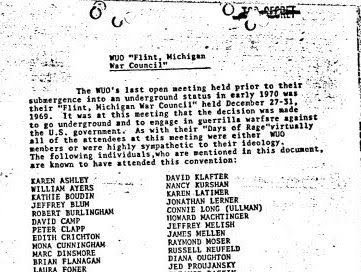 SECRET
WUO "Flint, Michigan
War Council"
The WUO's last open meeting held prior to their
submergence into an underground status in early 1970 was
their "Flint, Michigan War Council" held December 27-31,
1969. It was at this meeting that the decision was made
to go underground and to engage in guerrilla warfare against
the U.S. government. As with their "Days of Rage"virtually
all of the attendees at this meeting were either WUO
members or were highly sympathetic to their ideology.
The following individuals,who are mentioned in this document,
are known to have attended this convention:
KAREN ASHLEY
WILLIAM AYERS
KATHIE BOUDIN
JEFFREY BLUM
ROBERT BURLINGHAM
DAVID CAMP
PETER CLAPP
EDITH CRICHTON
MONA CUNNINGHAM
MARC DINSMORE
BRIAN FLANAGAN
LAURA FONER
DAVID KLAFTER
NANCY KURSHAN
KAREN LATIMER
JONATHAN LERNER
CONNIE LONG (ULLMAN)
HOWARD MACHTINGER
JEFFREY MELISH
JAMES MELLEN
RAYMOND MOSER
RUSSELL NEUFELD
DIANA OUGHTON
JED PROUJANSKY